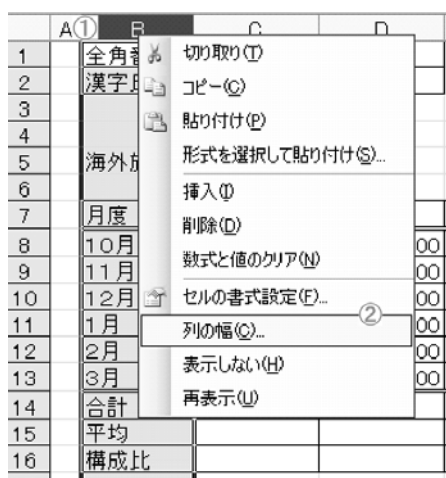 A ① B C D
1 全角
2 漢字
3
4
5 海外
6
7 月度
8 10月 00
9 11月 00
10 12月 00
11 1月 00
12 2月 00
13 3月 00
14 合計
15 平均
16 構成比
切り取り(T)
コピー(C)
貼り付け(P)
形式を選択して貼り付け(S)...
挿入(I)
削除(D)
数式と値のクリア(N)
セルの書式設定(F)...
②
列の幅(C)...
表示しない(H)
再表示(U)